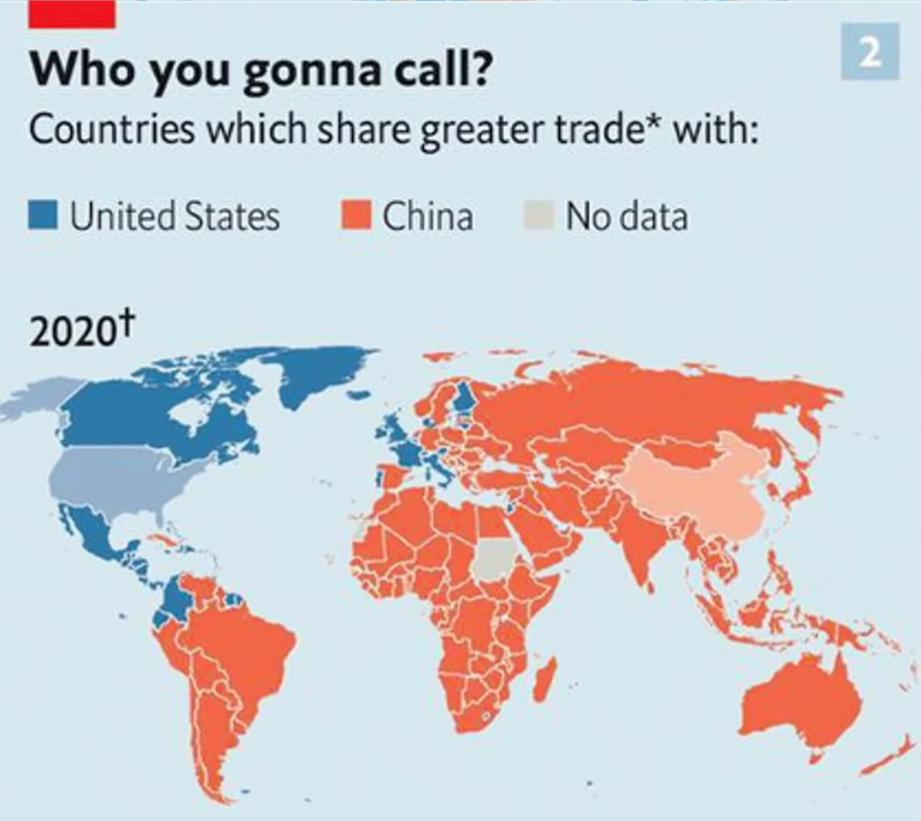 2
Who you gonna call?
Countries which share greater trade* with:
United States China No data
2020†